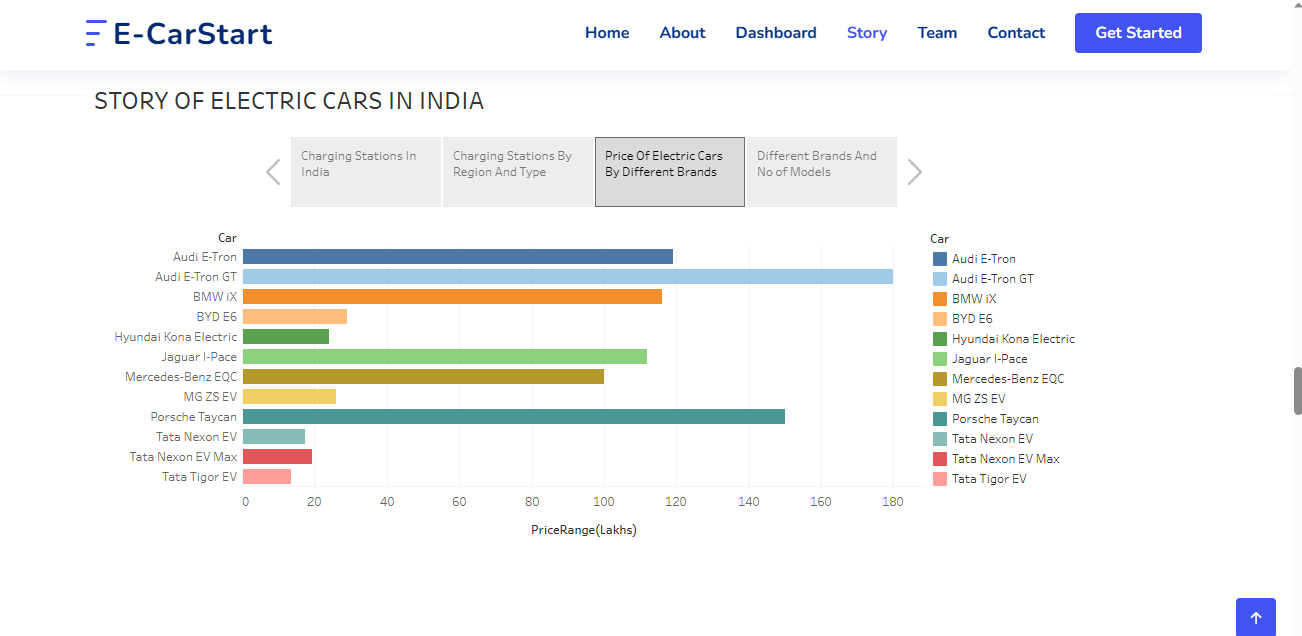 E-CarStart
Home About Dashboard Story Team Contact Get Started
STORY OF ELECTRIC CARS IN INDIA
Charging Stations In
India
Charging Stations By
Region And Type
Price Of Electric Cars
By Different Brands
Different Brands And
No of Models
Car
Audi E-Tron
Audi E-Tron GT
BMW iX
BYD E6
Hyundai Kona Electric
Jaguar I-Pace
Mercedes-Benz EQC
MG ZS EV
Porsche Taycan
Tata Nexon EV
Tata Nexon EV Max
Tata Tigor EV
0 20 40 60 80 100 120 140 160 180
PriceRange(Lakhs)
Car
Audi E-Tron
Audi E-Tron GT
BMW iX
BYD E6
Hyundai Kona Electric
Jaguar I-Pace
Mercedes-Benz EQC
MG ZS EV
Porsche Taycan
Tata Nexon EV
Tata Nexon EV Max
Tata Tigor EV